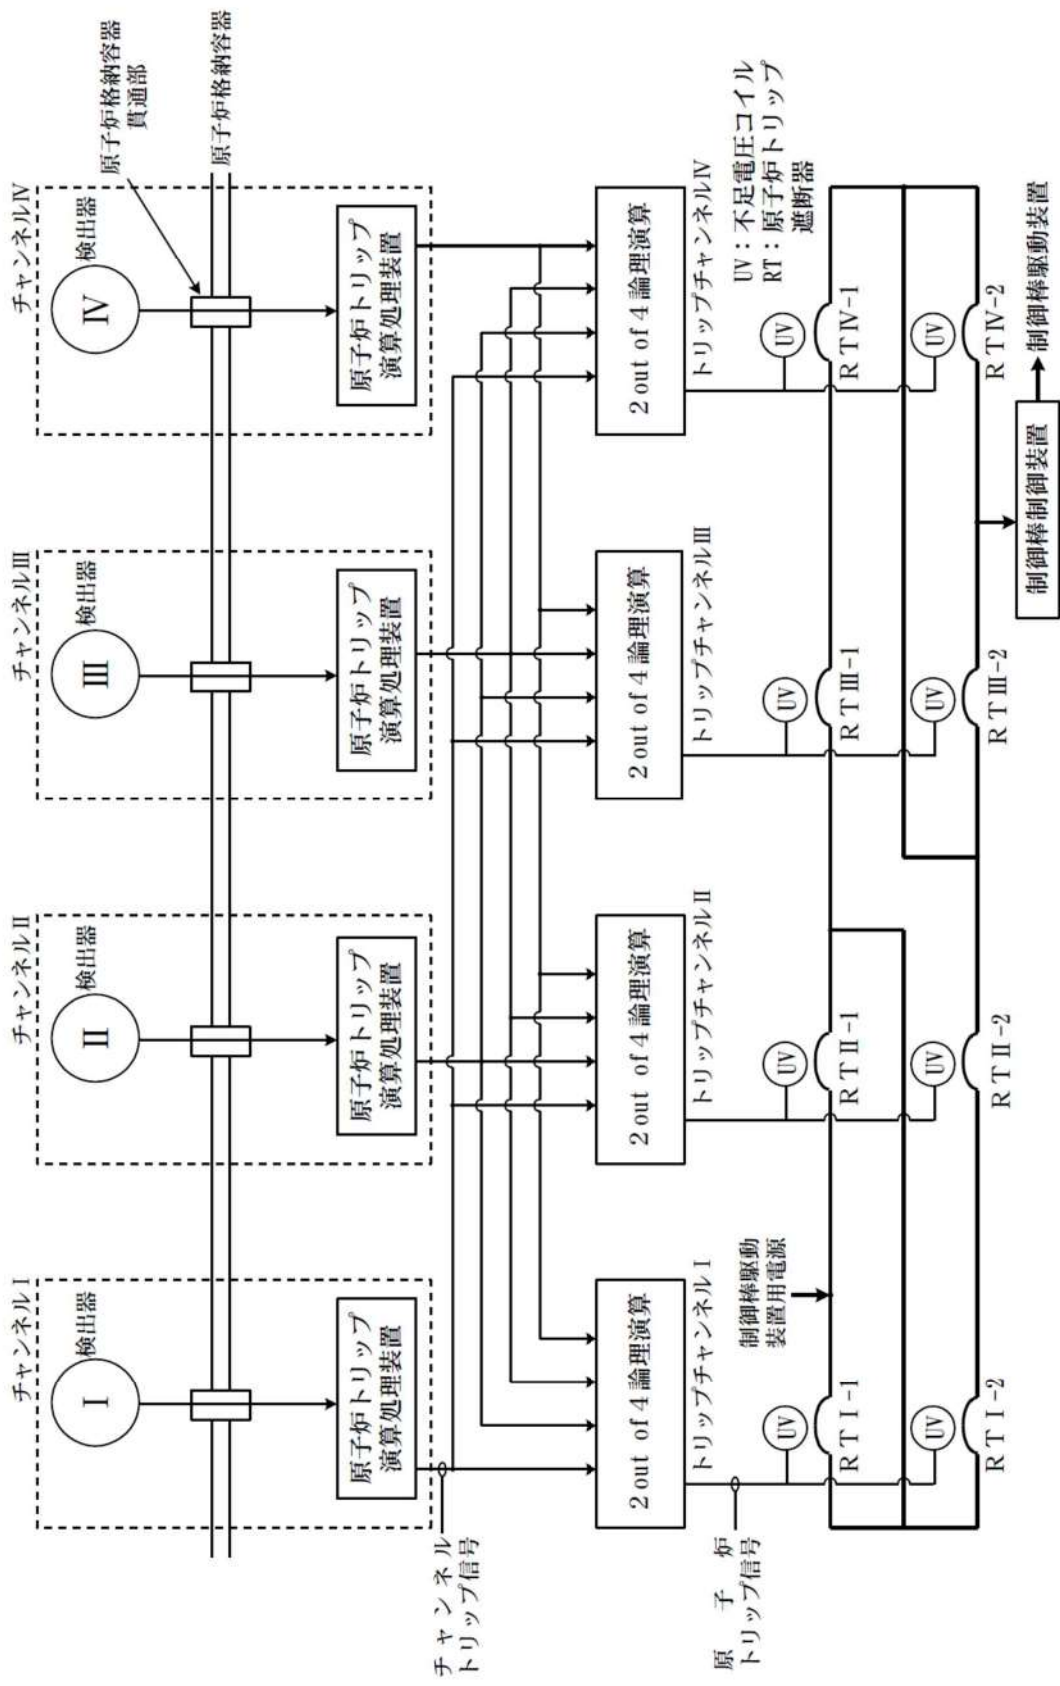 チャンネルⅠ
チャンネルⅡ
チャンネルⅢ
チャンネルⅣ
検出器
Ⅰ
検出器
Ⅱ
検出器
Ⅲ
検出器
Ⅳ
原子炉格納容器
貫通部
原子炉格納容器
原子炉トリップ
演算処理装置
原子炉トリップ
演算処理装置
原子炉トリップ
演算処理装置
原子炉トリップ
演算処理装置
チャンネル
トリップ信号
2 out of 4 論理演算
2 out of 4 論理演算
2 out of 4 論理演算
2 out of 4 論理演算
トリップチャンネルⅠ
トリップチャンネルⅡ
トリップチャンネルⅢ
トリップチャンネルⅣ
原子炉
トリップ信号
制御棒駆動
装置用電源
UV:不足電圧コイル
RT:原子炉トリップ
遮断器
UV
UV
UV
UV
RTⅠ-1
RTⅡ-1
RTⅢ-1
RTⅣ-1
UV
UV
UV
UV
RTⅠ-2
RTⅡ-2
RTⅢ-2
RTⅣ-2
制御棒制御装置
制御棒駆動装置